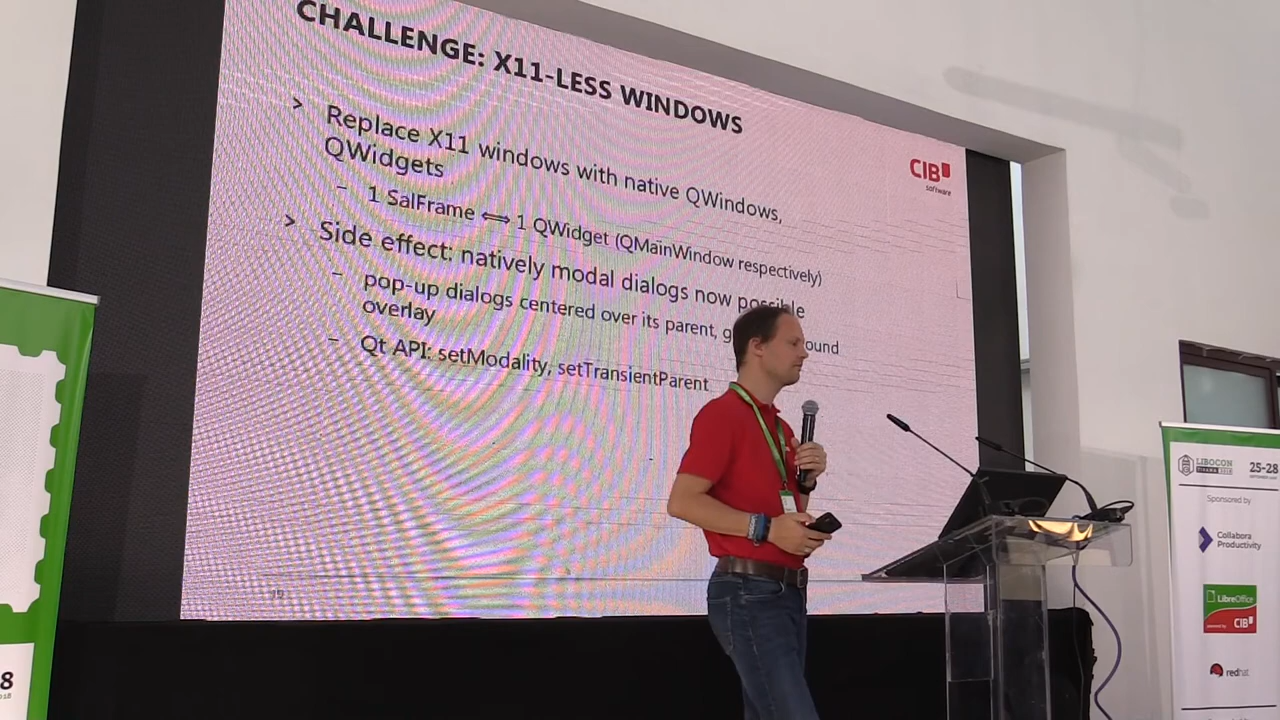 CHALLENGE: X11-LESS WINDOWS
> Replace X11 windows with native QWindows,
QWidgets
– 1 SalFrame ⟺ 1 QWidget (QMainWindow respectively)
> Side effect: natively modal dialogs now possible
– pop-up dialogs centered over its parent, g ound
overlay
– Qt API: setModality, setTransientParent
CIB
software
19
8
LIBOCON
25-28
Sponsored by
Collabora
Productivity
LibreOffice
CIB
redhat